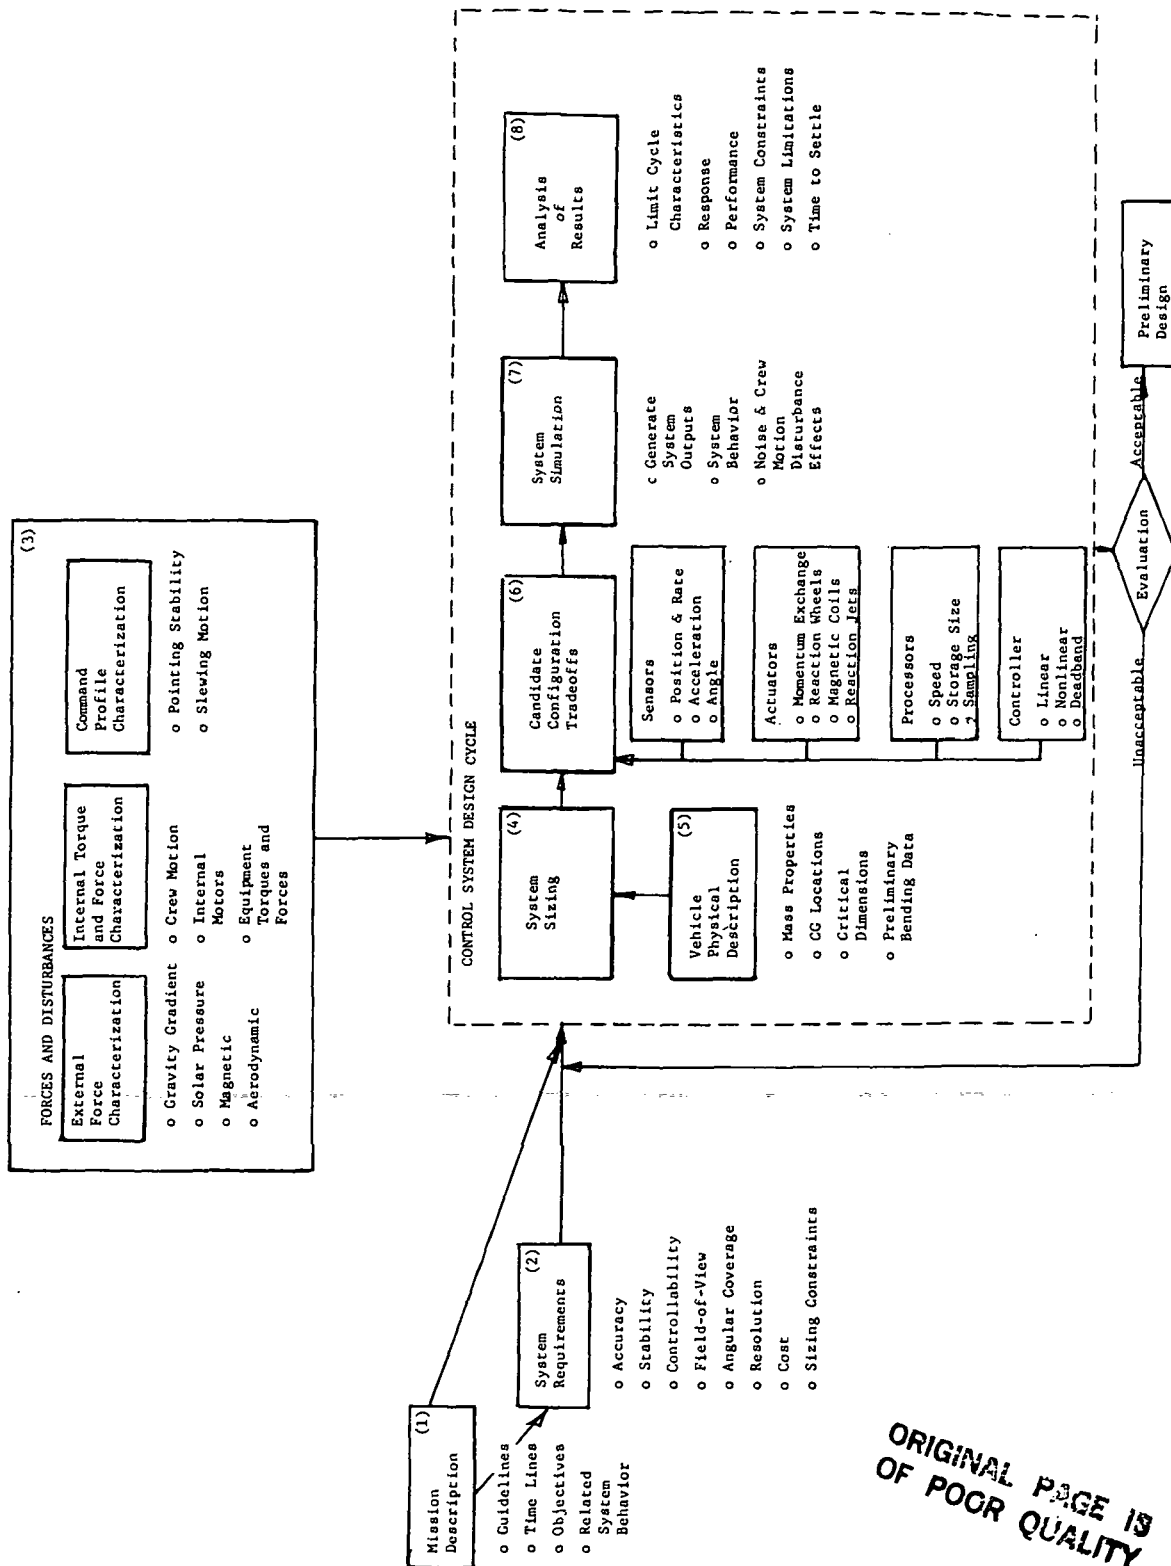 (1)
Mission
Description
o Guidelines
o Time Lines
o Objectives
o Related
System
Behavior
(2)
System
Requirements
o Accuracy
o Stability
o Controllability
o Field-of-View
o Angular Coverage
o Resolution
o Cost
o Sizing Constraints
(3)
FORCES AND DISTURBANCES
External
Force
Characterization
o Gravity Gradient
o Solar Pressure
o Magnetic
o Aerodynamic
Internal Torque
and Force
Characterization
o Crew Motion
o Internal
Motors
o Equipment
Torques and
Forces
Command
Profile
Characterization
o Pointing Stability
o Slewing Motion
CONTROL SYSTEM DESIGN CYCLE
(4)
System
Sizing
(5)
Vehicle
Physical
Description
o Mass Properties
o CG Locations
o Critical
Dimensions
o Preliminary
Bending Data
(6)
Candidate
Configuration
Tradeoffs
Sensors
o Position & Rate
o Acceleration
o Angle
Actuators
o Momentum Exchange
o Reaction Wheels
o Magnetic Coils
o Reaction Jets
Processors
o Speed
o Storage Size
o Sampling
Controller
o Linear
o Nonlinear
o Deadband
(7)
System
Simulation
c Generate
System
Outputs
o System
Behavior
o Noise & Crew
Motion
Disturbance
Effects
(8)
Analysis
of
Results
o Limit Cycle
Characteristics
o Response
o Performance
o System Constraints
o System Limitations
o Time to Settle
Unacceptable
Evaluation
Acceptable
Preliminary
Design
ORIGINAL PAGE IS
OF POOR QUALITY